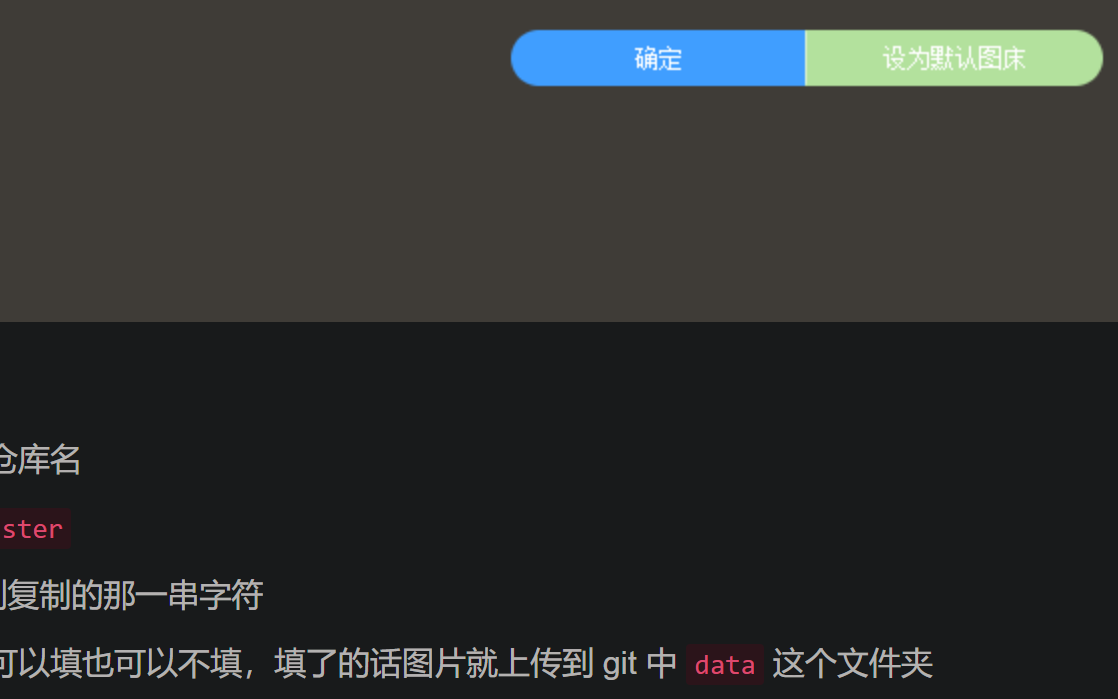 确定 设为默认图床
仓库名
ster
复制的那一串字符
可以填也可以不填，填了的话图片就上传到 git 中 data 这个文件夹